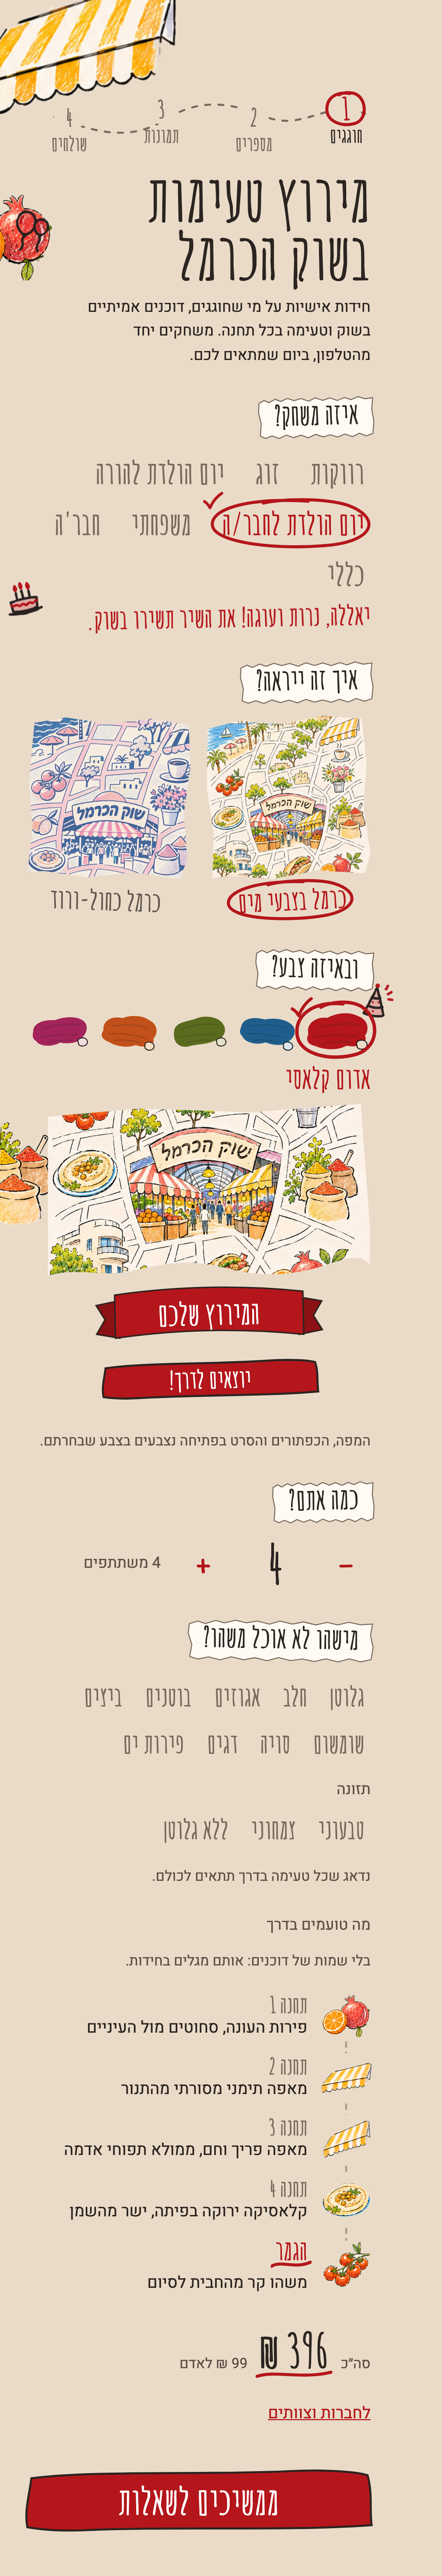 1
חוגגים
2
מספרים
3
תמונות
4
שולחים
מירוץ טעימות
בשוק הכרמל
חידות אישיות על מי שחוגגים, דוכנים אמיתיים
בשוק וטעימה בכל תחנה. משחקים יחד
מהטלפון, ביום שמתאים לכם.
איזה משחק?
רווקות זוג יום הולדת להורה
יום הולדת לחבר/ה משפחתי חבר'ה
כללי
יאללה, נרות ועוגה! את השיר תשירו בשוק.
איך זה ייראה?
שוק הכרמל
שוק הכרמל
כרמל בצבעי מים
כרמל כחול-ורוד
ובאיזה צבע?
אדום קלאסי
שוק הכרמל
המירוץ שלכם
יוצאים לדרך!
המפה, הכפתורים והסרט בפתיחה נצבעים בצבע שבחרתם.
כמה אתם?
− 4 + 4 משתתפים
מישהו לא אוכל משהו?
גלוטן חלב אגוזים בוטנים ביצים
שומשום סויה דגים פירות ים
תזונה
טבעוני צמחוני ללא גלוטן
נדאג שכל טעימה בדרך תתאים לכולם.
מה טועמים בדרך
בלי שמות של דוכנים: אותם מגלים בחידות.
תחנה 1
פירות העונה, סחוטים מול העיניים
תחנה 2
מאפה תימני מסורתי מהתנור
תחנה 3
מאפה פריך וחם, ממולא תפוחי אדמה
תחנה 4
קלאסיקה ירוקה בפיתה, ישר מהשמן
הגמר
משהו קר מהחבית לסיום
סה"כ 396 ₪ 99 ₪ לאדם
לחברות וצוותים
ממשיכים לשאלות